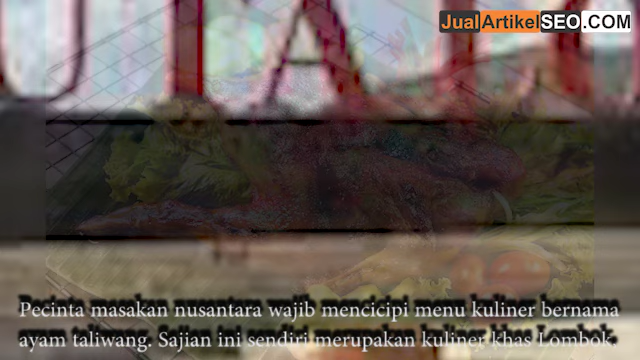 JualArtikelSEO.COM
Pecinta masakan nusantara wajib mencicipi menu kuliner bernama
ayam taliwang. Sajian ini sendiri merupakan kuliner khas Lombok,